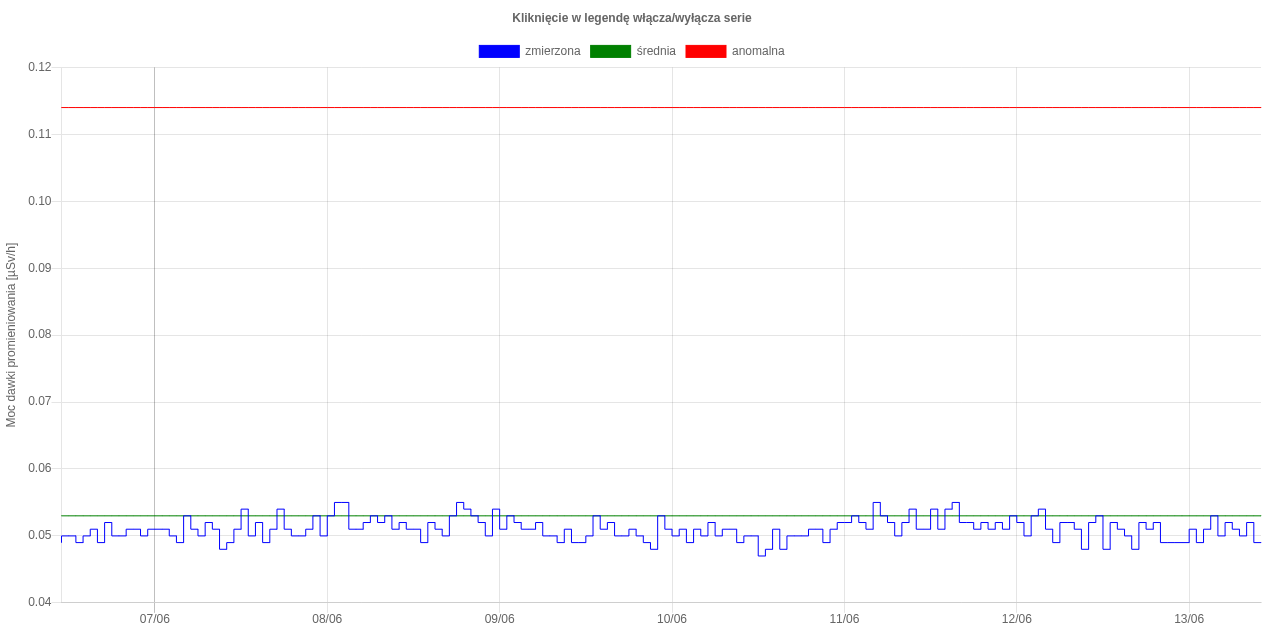 Kliknięcie w legendę włącza/wyłącza serie
zmierzona średnia anomalna
Moc dawki promieniowania [µSv/h]
0.12
0.11
0.10
0.09
0.08
0.07
0.06
0.05
0.04
07/06 08/06 09/06 10/06 11/06 12/06 13/06